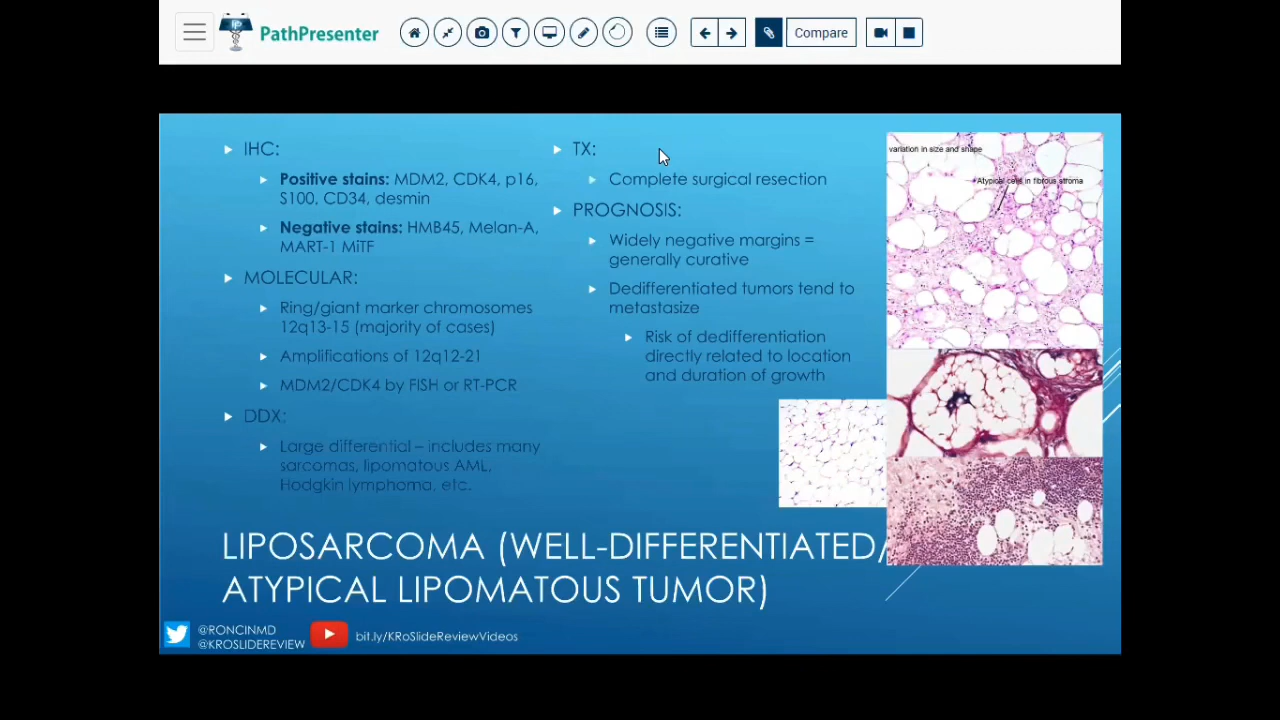 PathPresenter
Compare
IHC:
Positive stains: MDM2, CDK4, p16,
S100, CD34, desmin
Negative stains: HMB45, Melan-A,
MART-1 MiTF
MOLECULAR:
Ring/giant marker chromosomes
12q13-15 (majority of cases)
Amplifications of 12q12-21
MDM2/CDK4 by FISH or RT-PCR
DDX:
Large differential – includes many
sarcomas, lipomatous AML,
Hodgkin lymphoma, etc.
TX:
Complete surgical resection
PROGNOSIS:
Widely negative margins =
generally curative
Dedifferentiated tumors tend to
metastasize
Risk of dedifferentiation
directly related to location
and duration of growth
variation in size and shape
Atypical cells in fibrous stroma
LIPOSARCOMA (WELL-DIFFERENTIATED/
ATYPICAL LIPOMATOUS TUMOR)
@RONCINMD
@KROSLIDEREVIEW
bit.ly/KRoSlideReviewVideos